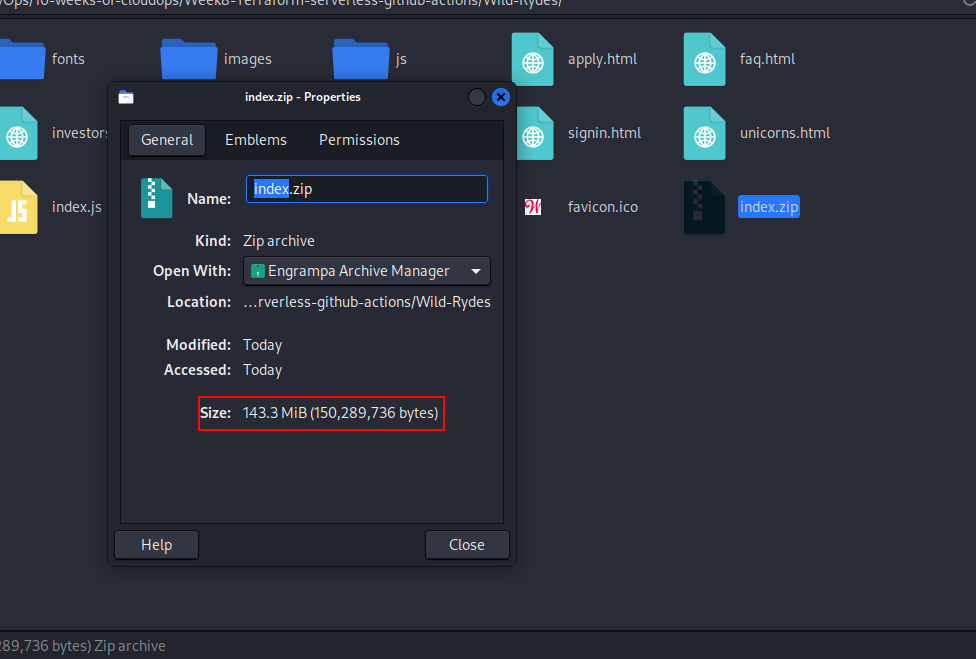 /Ops/10-weeks-of-cloudops/Week8-Terraform-serverless-github-actions/Wild-Rydes/
fonts
images
js
apply.html
faq.html
index.zip - Properties
investors
signin.html
unicorns.html
General
Emblems
Permissions
JS
index.js
Name:
index.zip
W
favicon.ico
index.zip
Kind:
Zip archive
Open With:
Engrampa Archive Manager
Location:
…rverless-github-actions/Wild-Rydes
Modified:
Today
Accessed:
Today
Size:
143.3 MiB (150,289,736 bytes)
Help
Close
289,736 bytes) Zip archive